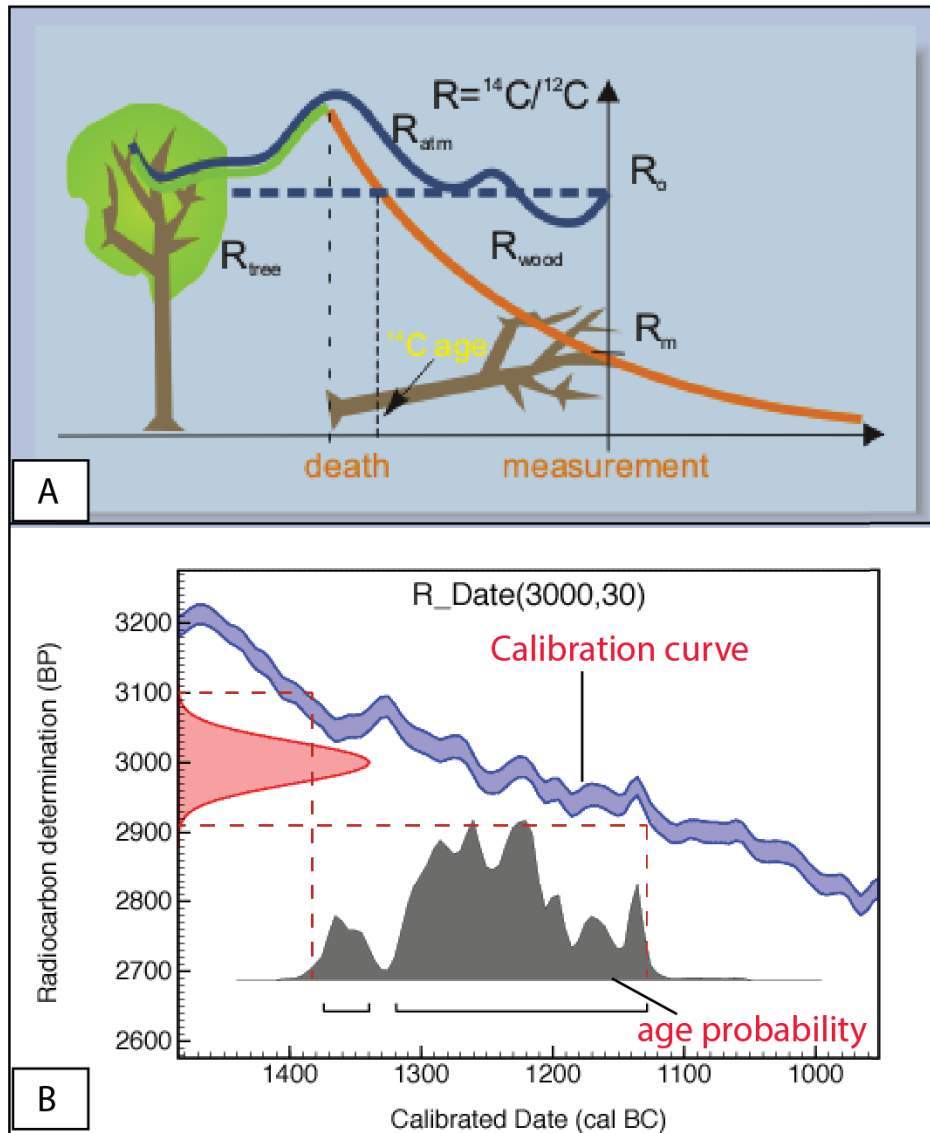 R=¹⁴C/¹²C
R_atm
R_o
R_tree
R_wood
R_m
¹⁴C age
death
measurement
A
R_Date(3000,30)
Calibration curve
3200
3100
3000
2900
2800
2700
2600
Radiocarbon determination (BP)
age probability
1400
1300
1200
1100
1000
Calibrated Date (cal BC)
B